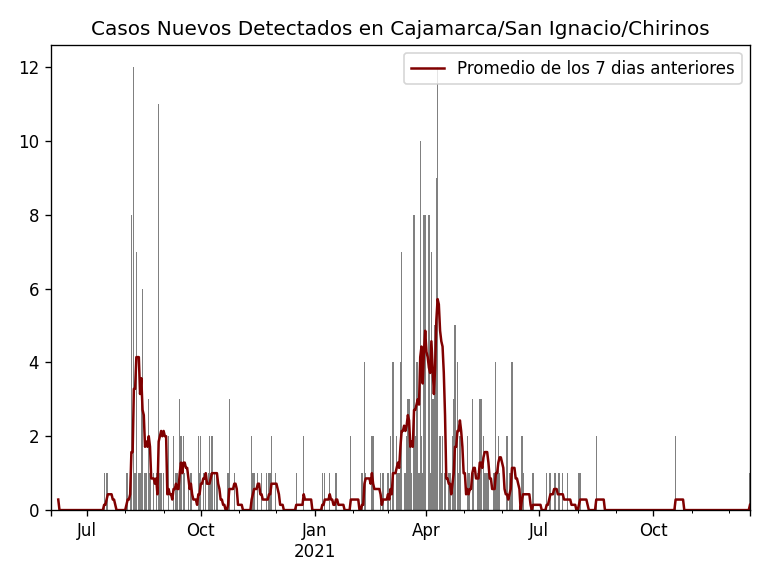 Casos Nuevos Detectados en Cajamarca/San Ignacio/Chirinos
Promedio de los 7 dias anteriores
12
10
8
6
4
2
0
Jul Oct Jan Apr Jul Oct
2021